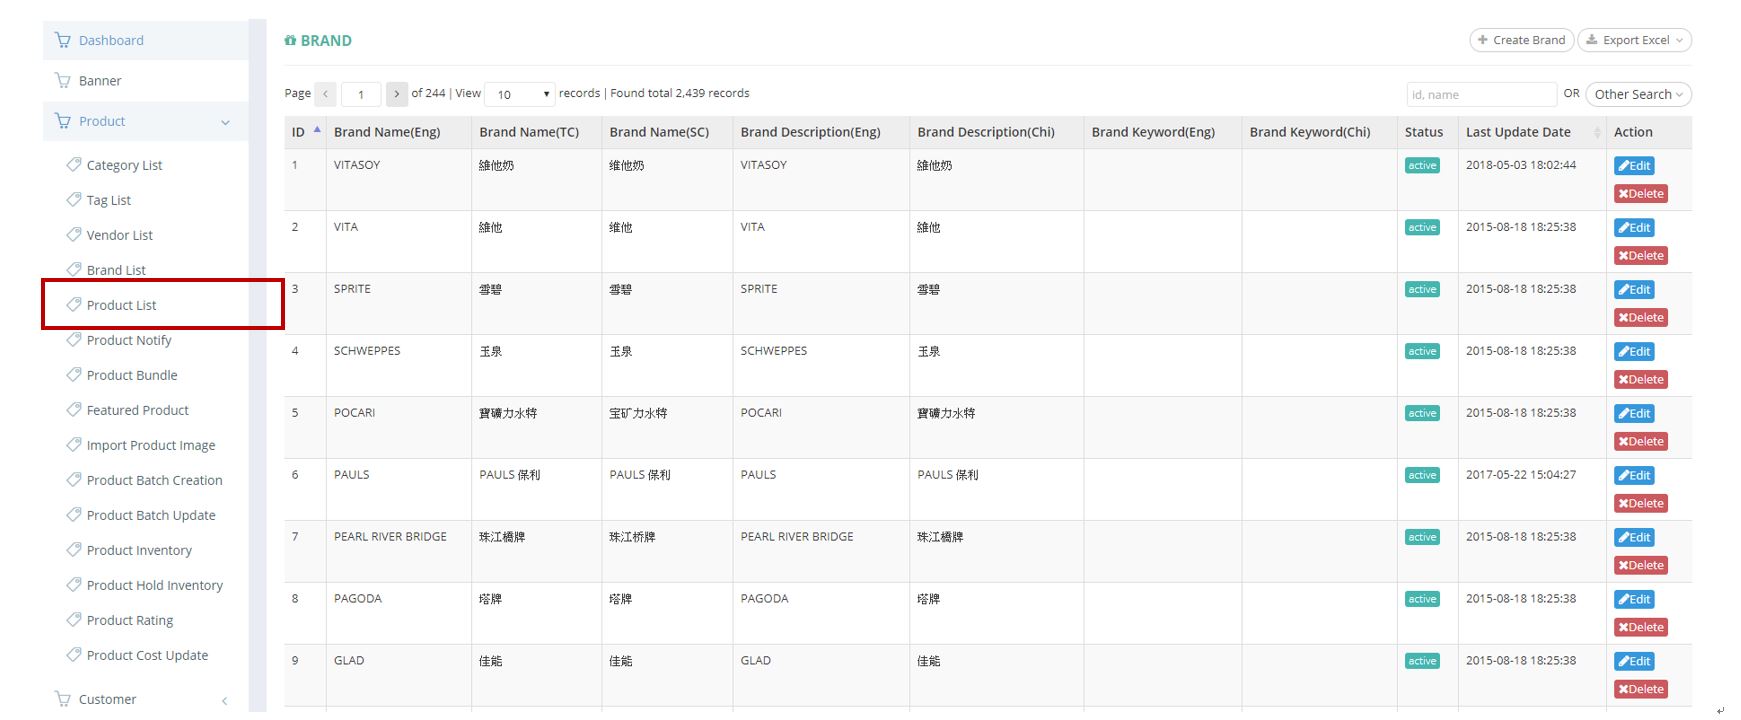 Dashboard
Banner
Product
Category List
Tag List
Vendor List
Brand List
Product List
Product Notify
Product Bundle
Featured Product
Import Product Image
Product Batch Creation
Product Batch Update
Product Inventory
Product Hold Inventory
Product Rating
Product Cost Update
Customer
BRAND
Create Brand Export Excel
Page 1 of 244 | View 10 records | Found total 2,439 records
id, name OR Other Search
ID Brand Name(Eng) Brand Name(TC) Brand Name(SC) Brand Description(Eng) Brand Description(Chi) Brand Keyword(Eng) Brand Keyword(Chi) Status Last Update Date Action
1 VITASOY 維他奶 维他奶 VITASOY 維他奶 active 2018-05-03 18:02:44 Edit
Delete
2 VITA 維他 维他 VITA 維他 active 2015-08-18 18:25:38 Edit
Delete
3 SPRITE 雪碧 雪碧 SPRITE 雪碧 active 2015-08-18 18:25:38 Edit
Delete
4 SCHWEPPES 玉泉 玉泉 SCHWEPPES 玉泉 active 2015-08-18 18:25:38 Edit
Delete
5 POCARI 寶礦力水特 宝矿力水特 POCARI 寶礦力水特 active 2015-08-18 18:25:38 Edit
Delete
6 PAULS PAULS 保利 PAULS 保利 PAULS PAULS 保利 active 2017-05-22 15:04:27 Edit
Delete
7 PEARL RIVER BRIDGE 珠江橋牌 珠江桥牌 PEARL RIVER BRIDGE 珠江橋牌 active 2015-08-18 18:25:38 Edit
Delete
8 PAGODA 塔牌 塔牌 PAGODA 塔牌 active 2015-08-18 18:25:38 Edit
Delete
9 GLAD 佳能 佳能 GLAD 佳能 active 2015-08-18 18:25:38 Edit
Delete